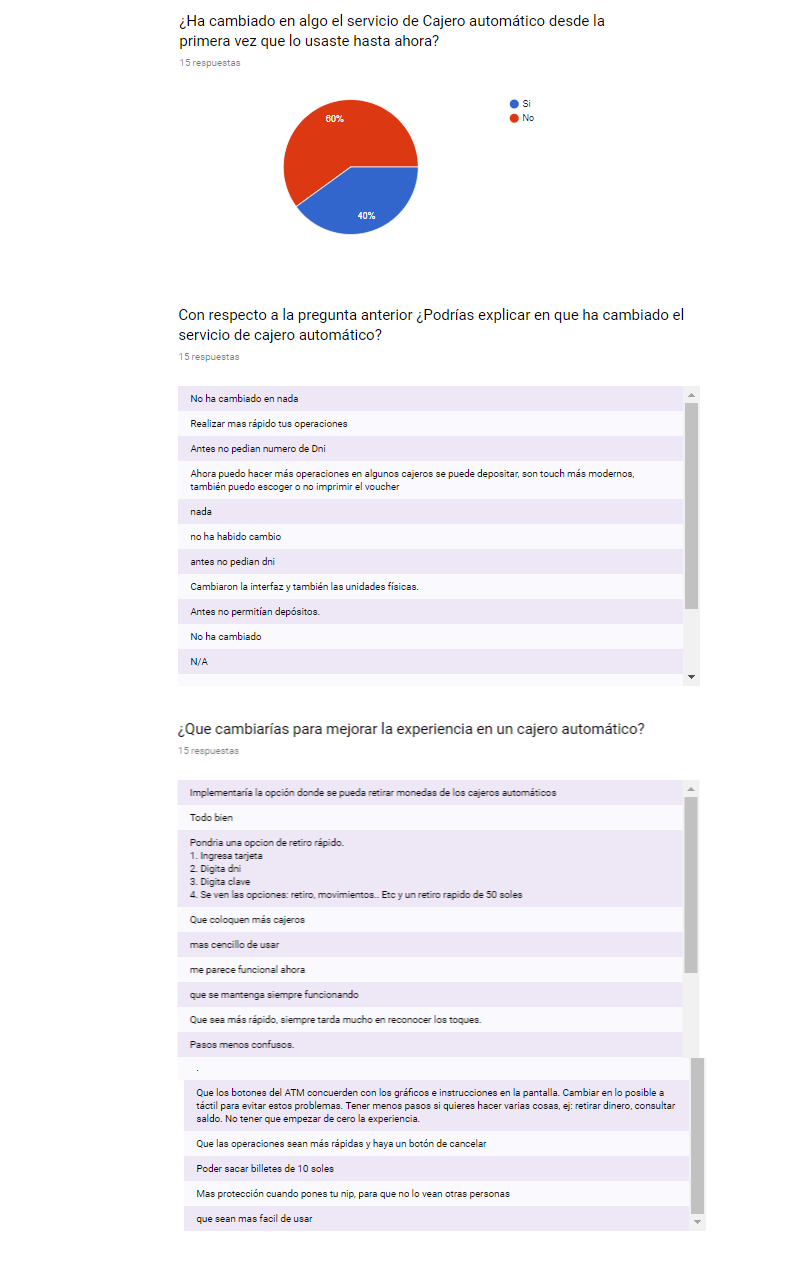 ¿Ha cambiado en algo el servicio de Cajero automático desde la
primera vez que lo usaste hasta ahora?
15 respuestas
60%
40%
Si
No
Con respecto a la pregunta anterior ¿Podrías explicar en que ha cambiado el
servicio de cajero automático?
15 respuestas
No ha cambiado en nada
Realizar mas rápido tus operaciones
Antes no pedian numero de Dni
Ahora puedo hacer más operaciones en algunos cajeros se puede depositar, son touch más modernos,
también puedo escoger o no imprimir el voucher
nada
no ha habido cambio
antes no pedian dni
Cambiaron la interfaz y también las unidades físicas.
Antes no permitían depósitos.
No ha cambiado
N/A
¿Que cambiarías para mejorar la experiencia en un cajero automático?
15 respuestas
Implementaría la opción donde se pueda retirar monedas de los cajeros automáticos
Todo bien
Pondria una opcion de retiro rápido.
1. Ingresa tarjeta
2. Digita dni
3. Digita clave
4. Se ven las opciones: retiro, movimientos.. Etc y un retiro rapido de 50 soles
Que coloquen más cajeros
mas cencillo de usar
me parece funcional ahora
que se mantenga siempre funcionando
Que sea más rápido, siempre tarda mucho en reconocer los toques.
Pasos menos confusos.
.
Que los botones del ATM concuerden con los gráficos e instrucciones en la pantalla. Cambiar en lo posible a
táctil para evitar estos problemas. Tener menos pasos si quieres hacer varias cosas, ej: retirar dinero, consultar
saldo. No tener que empezar de cero la experiencia.
Que las operaciones sean más rápidas y haya un botón de cancelar
Poder sacar billetes de 10 soles
Mas protección cuando pones tu nip, para que no lo vean otras personas
que sean mas facil de usar